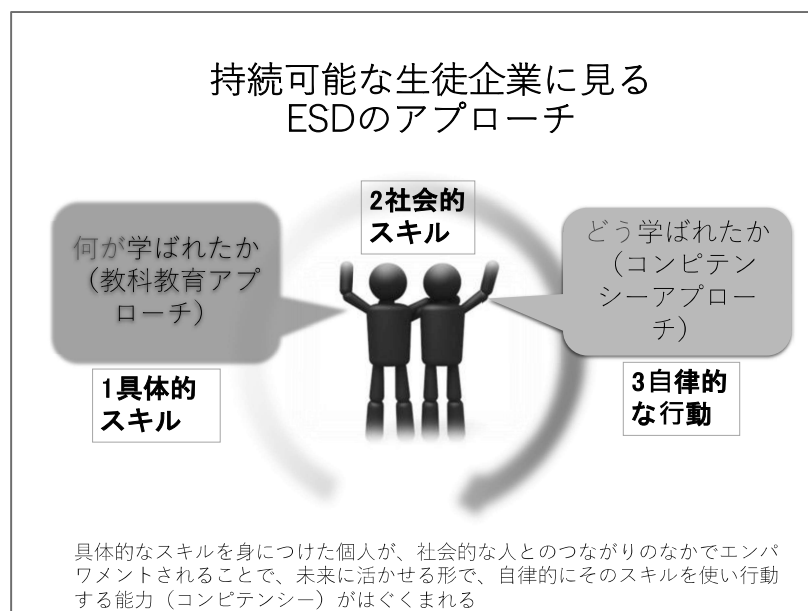 持続可能な生徒企業に見る
ESDのアプローチ
2社会的
スキル
何が学ばれたか
（教科教育アプ
ローチ）
どう学ばれたか
（コンピテン
シーアプロー
チ）
1具体的
スキル
3自律的
な行動
具体的なスキルを身につけた個人が、社会的な人とのつながりのなかでエンパ
ワメントされることで、未来に活かせる形で、自律的にそのスキルを使い行動
する能力（コンピテンシー）がはぐくまれる